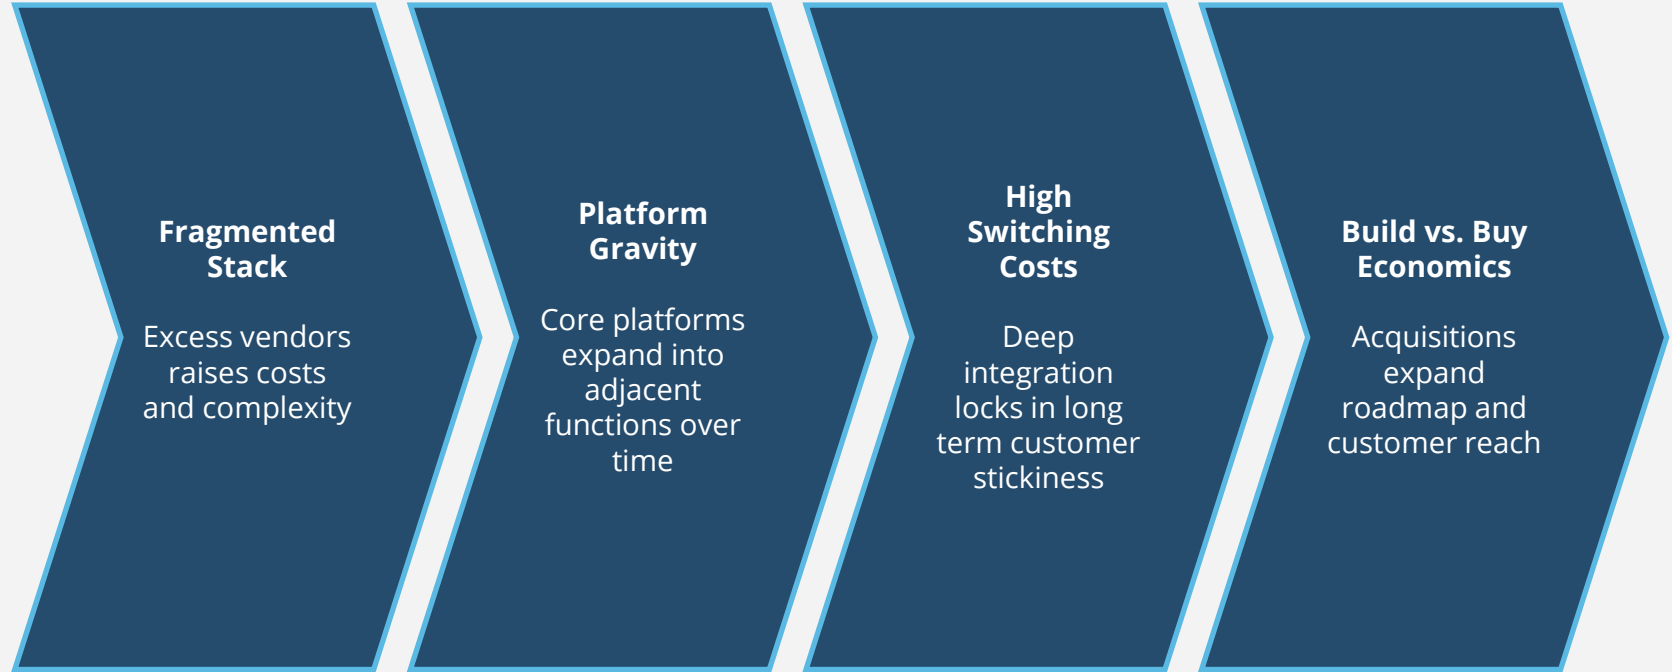 Fragmented
Stack
Excess vendors
raises costs
and complexity
Platform
Gravity
Core platforms
expand into
adjacent
functions over
time
High
Switching
Costs
Deep
integration
locks in long
term customer
stickiness
Build vs. Buy
Economics
Acquisitions
expand
roadmap and
customer reach